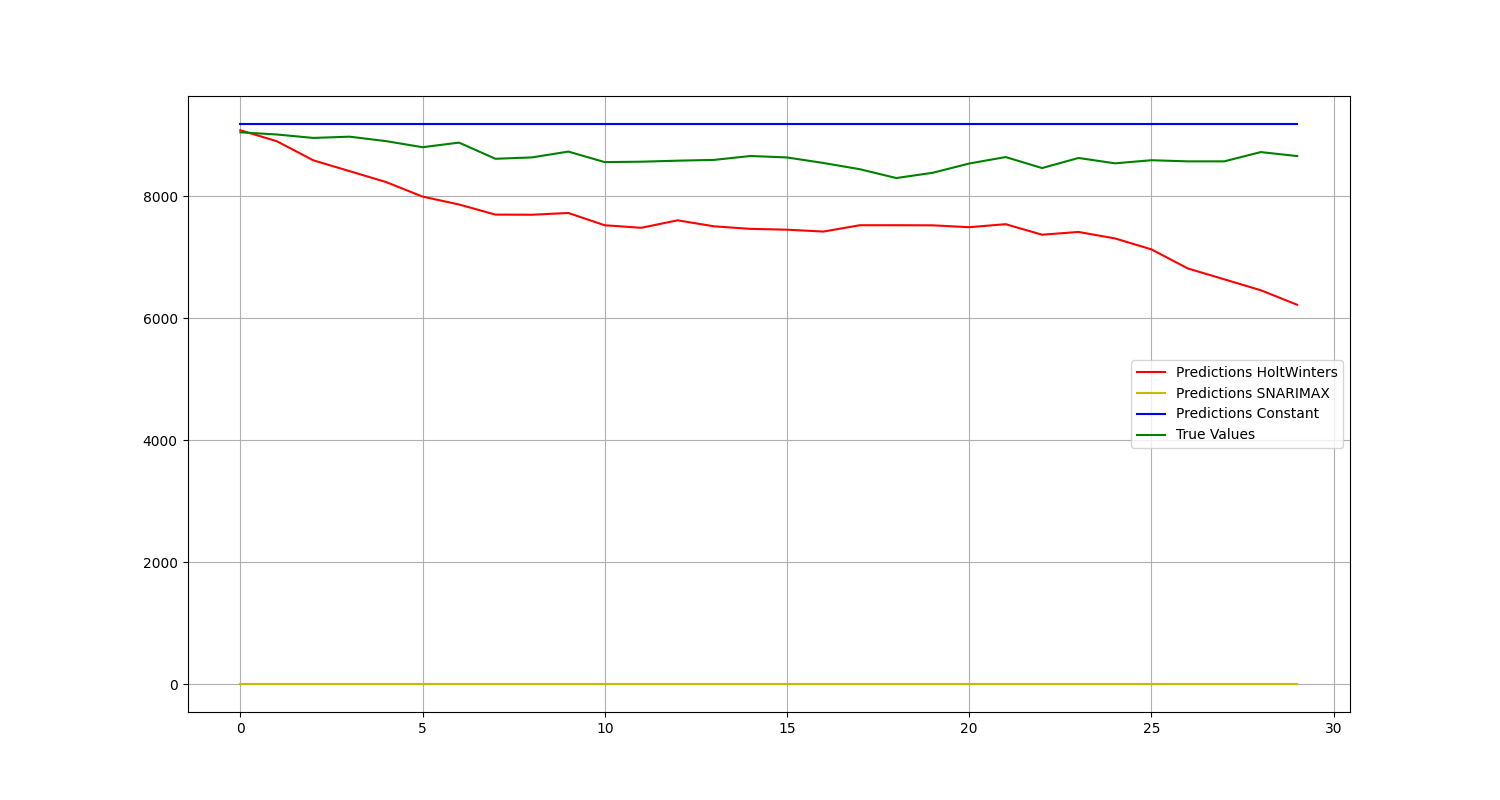 8000
6000
4000
2000
0
0 5 10 15 20 25 30
Predictions HoltWinters
Predictions SNARIMAX
Predictions Constant
True Values